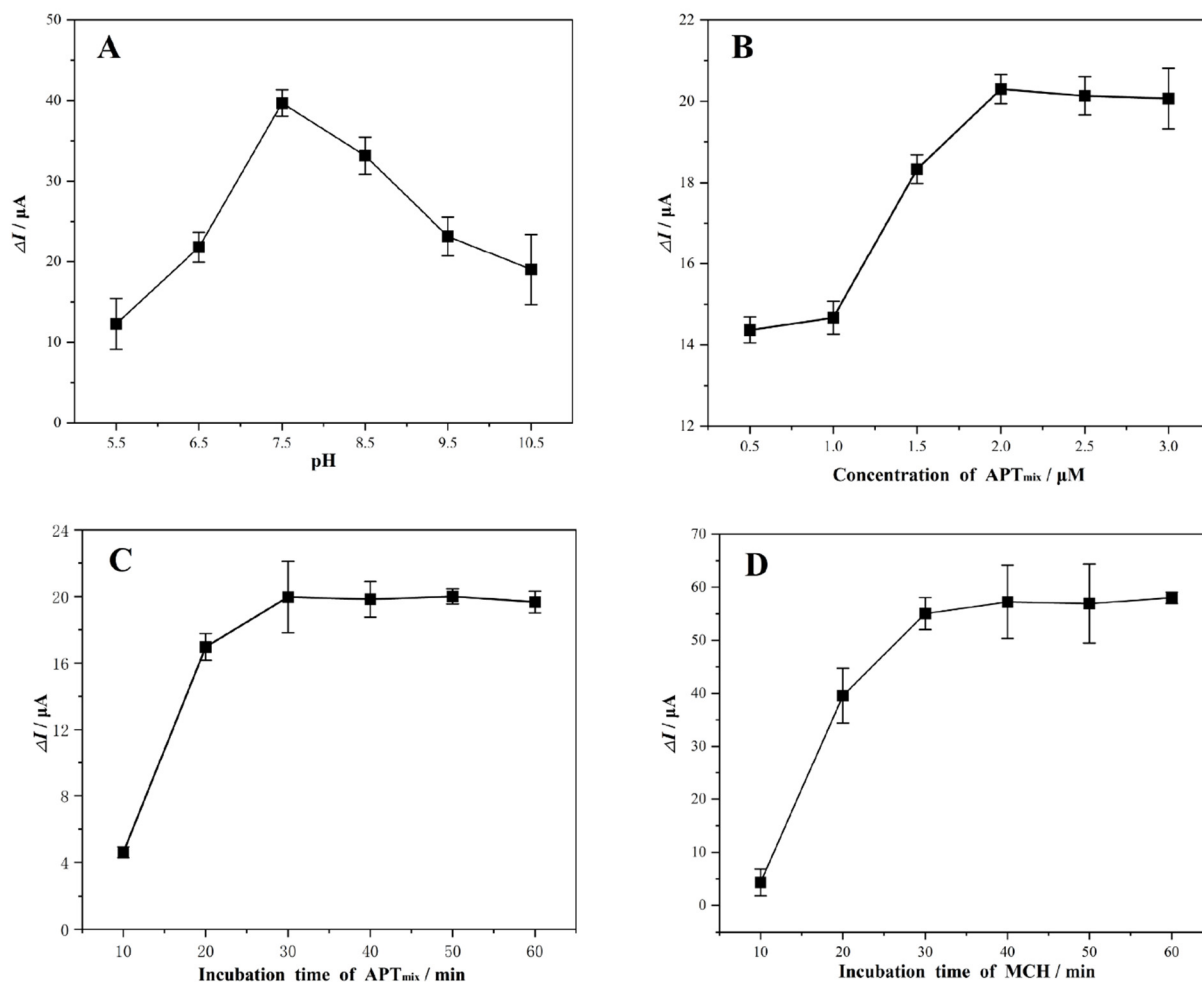 A
50
40
30
20
10
0
ΔI / μA
5.5 6.5 7.5 8.5 9.5 10.5
pH
B
22
20
18
16
14
12
ΔI / μA
0.5 1.0 1.5 2.0 2.5 3.0
Concentration of APTmix / μM
C
24
20
16
12
8
4
0
ΔI / μA
10 20 30 40 50 60
Incubation time of APTmix / min
D
70
60
50
40
30
20
10
0
ΔI / μA
10 20 30 40 50 60
Incubation time of MCH / min